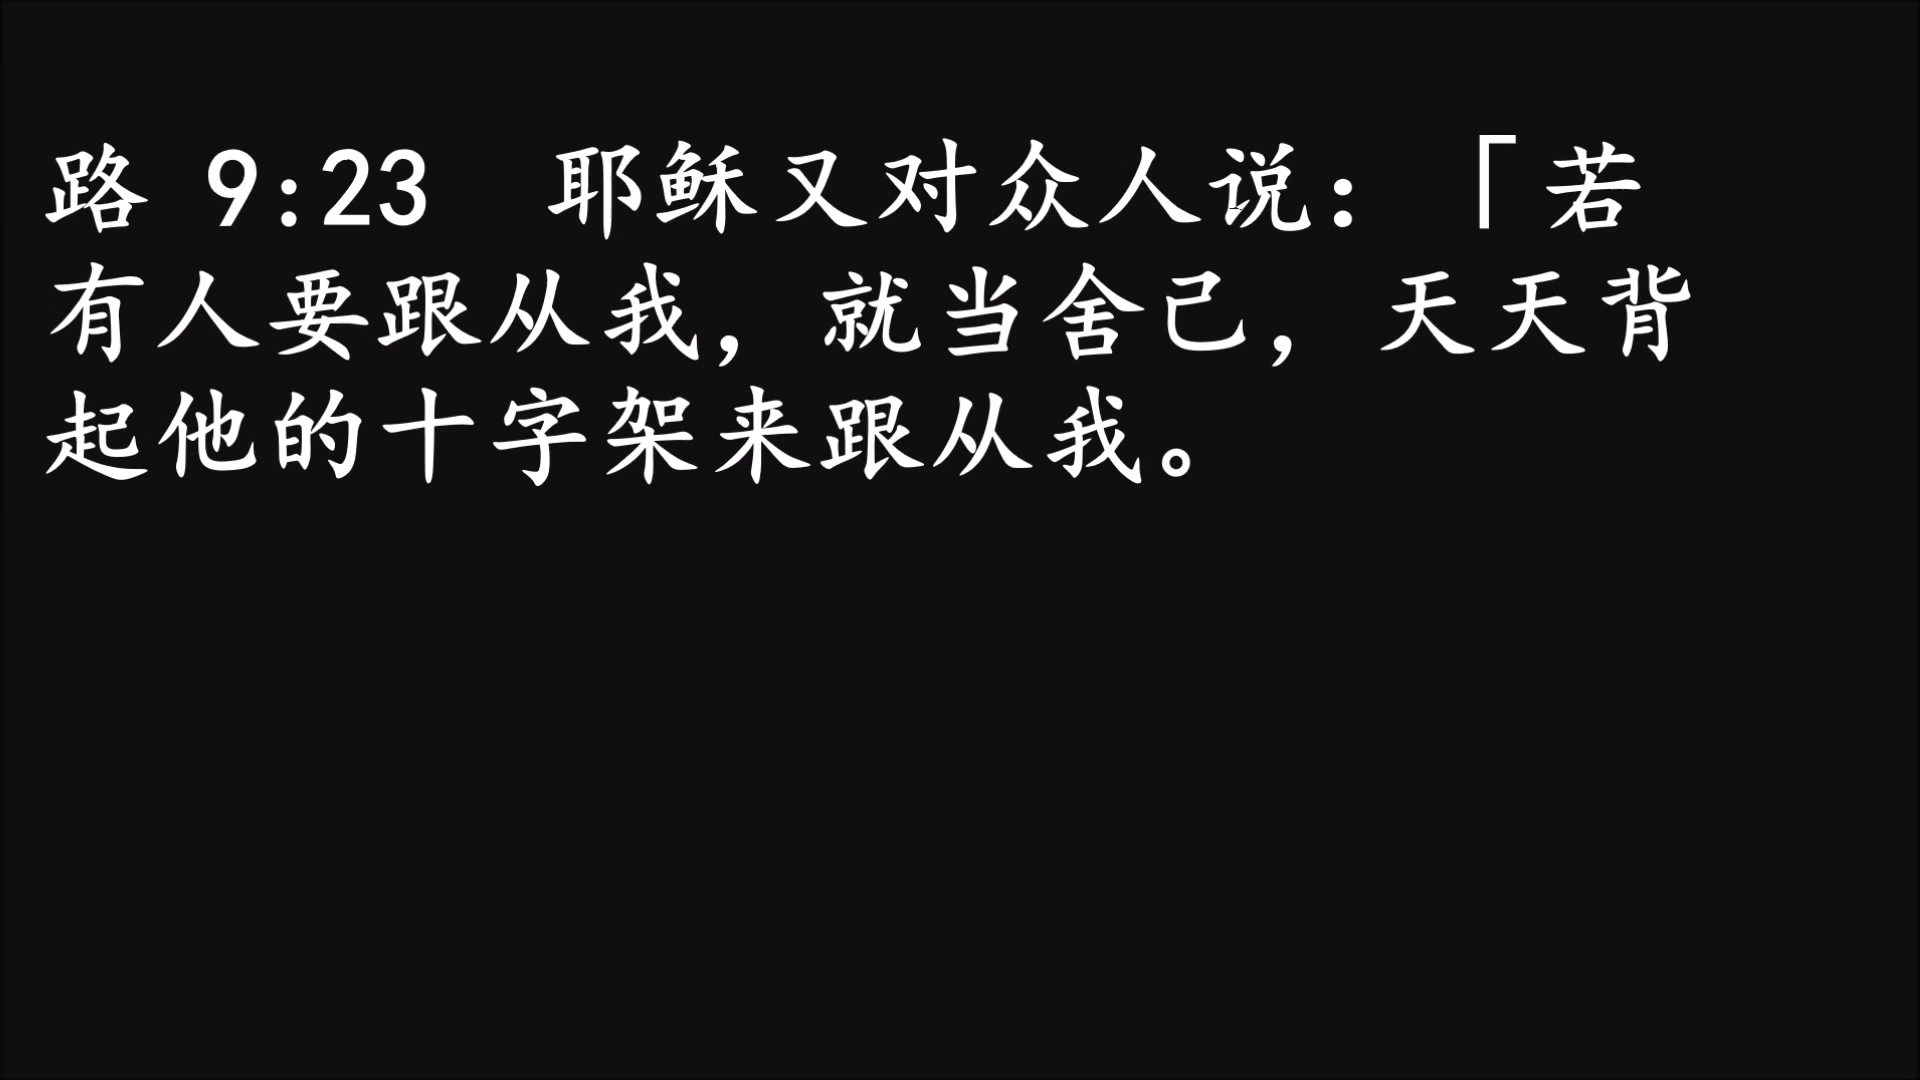 路 9:23　耶稣又对众人说：「若
有人要跟从我，就当舍己，天天背
起他的十字架来跟从我。